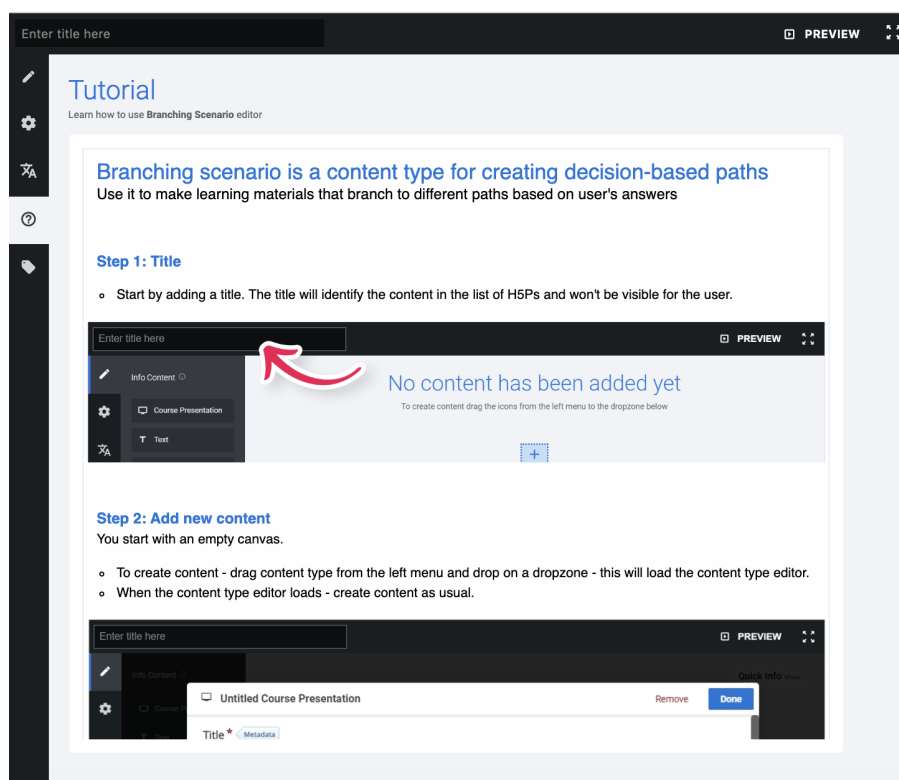 Enter title here
PREVIEW
Tutorial
Learn how to use Branching Scenario editor
Branching scenario is a content type for creating decision-based paths
Use it to make learning materials that branch to different paths based on user's answers
Step 1: Title
Start by adding a title. The title will identify the content in the list of H5Ps and won't be visible for the user.
Enter title here
PREVIEW
Info Content
No content has been added yet
Course Presentation
To create content drag the icons from the left menu to the dropzone below
T Text
Step 2: Add new content
You start with an empty canvas.
To create content - drag content type from the left menu and drop on a dropzone - this will load the content type editor.
When the content type editor loads - create content as usual.
Enter title here
PREVIEW
Info Content
Quick Info
Untitled Course Presentation
Remove
Done
Course P
Title *
Metadata